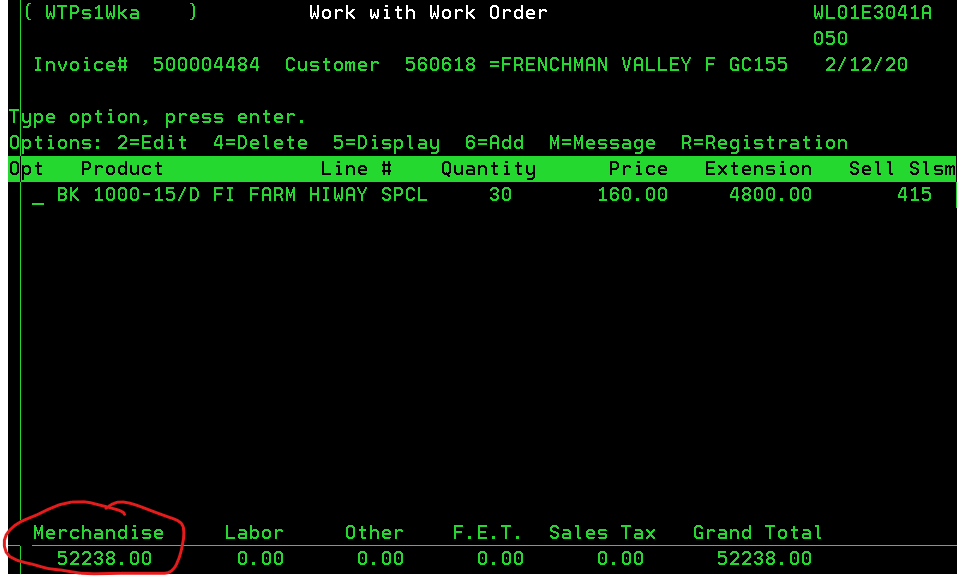 ( WTPs1Wka    )         Work with Work Order                      WL01E3041A
050
Invoice#  500004484  Customer  560618 =FRENCHMAN VALLEY F GC155   2/12/20
Type option, press enter.
Options: 2=Edit  4=Delete  5=Display  6=Add  M=Message  R=Registration
Opt   Product             Line #    Quantity      Price   Extension   Sell Slsm
_ BK 1000-15/D FI FARM HIWAY SPCL     30       160.00     4800.00       415
Merchandise     Labor     Other    F.E.T.  Sales Tax   Grand Total
52238.00       0.00      0.00      0.00      0.00      52238.00